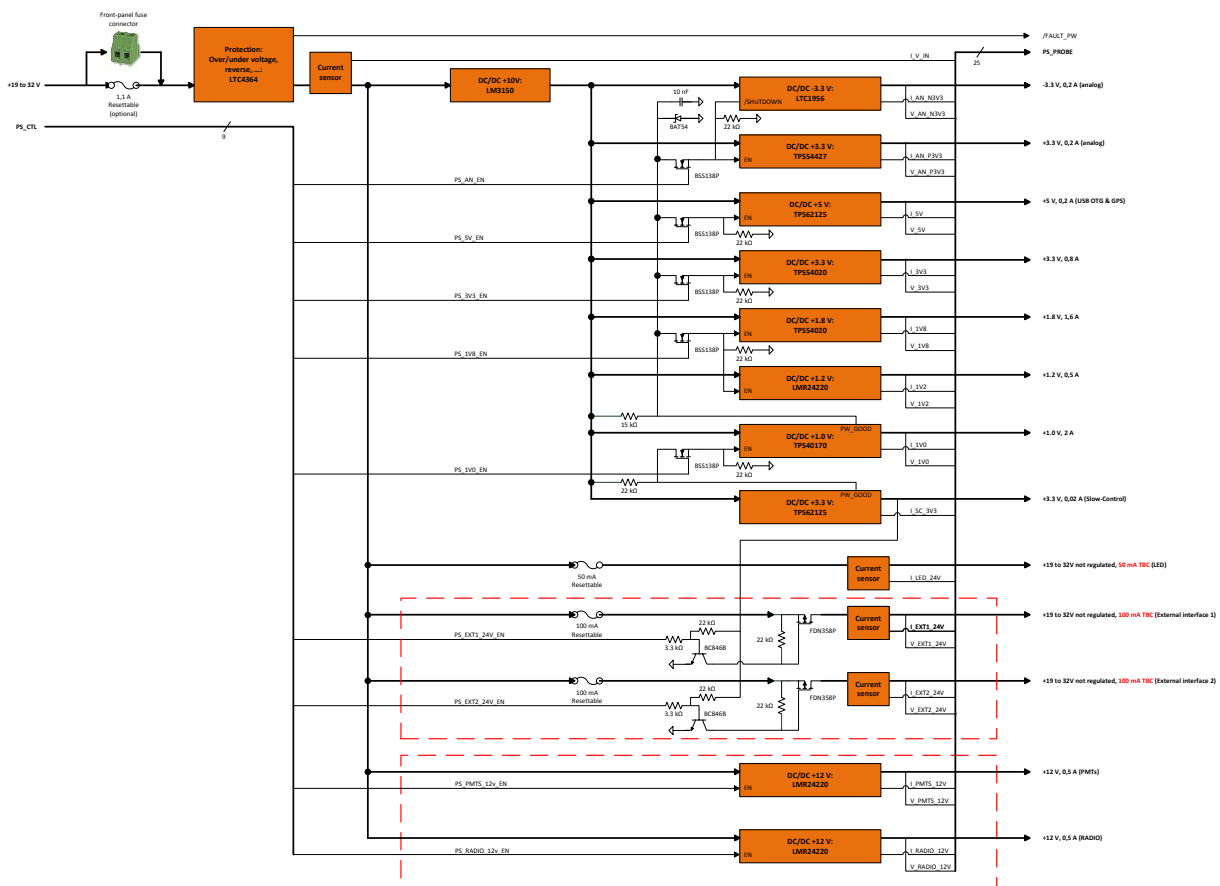 Front-panel fuse
connector
+19 to 32 V
1,1 A
Resettable
(optional)
Protection:
Over/under voltage,
reverse, ...:
LTC4364
Current
sensor
/FAULT_PW
PS_PROBE
25
I_V_IN
PS_CTL
9
DC/DC +10V:
LM3150
10 nF
BAT54
/SHUTDOWN
22 kΩ
DC/DC -3.3 V:
LTC1956
I_AN_N3V3
V_AN_N3V3
-3.3 V, 0,2 A (analog)
PS_AN_EN
BSS138P
EN
DC/DC +3.3 V:
TPS54427
I_AN_P3V3
V_AN_P3V3
+3.3 V, 0,2 A (analog)
PS_5V_EN
BSS138P
22 kΩ
EN
DC/DC +5 V:
TPS62125
I_5V
V_5V
+5 V, 0,2 A (USB OTG & GPS)
PS_3V3_EN
BSS138P
22 kΩ
EN
DC/DC +3.3 V:
TPS54020
I_3V3
V_3V3
+3.3 V, 0,8 A
PS_1V8_EN
BSS138P
22 kΩ
EN
DC/DC +1.8 V:
TPS54020
I_1V8
V_1V8
+1.8 V, 1,6 A
EN
DC/DC +1.2 V:
LMR24220
I_1V2
V_1V2
+1.2 V, 0,5 A
15 kΩ
PW_GOOD
PS_1V0_EN
BSS138P
22 kΩ
EN
DC/DC +1.0 V:
TPS40170
I_1V0
V_1V0
+1.0 V, 2 A
22 kΩ
PW_GOOD
DC/DC +3.3 V:
TPS62125
I_SC_3V3
+3.3 V, 0,02 A (Slow-Control)
50 mA
Resettable
Current
sensor
I_LED_24V
+19 to 32V not regulated, 50 mA TBC (LED)
100 mA
Resettable
PS_EXT1_24V_EN
22 kΩ
3.3 kΩ
BC846B
22 kΩ
FDN358P
Current
sensor
I_EXT1_24V
V_EXT1_24V
+19 to 32V not regulated, 100 mA TBC (External interface 1)
100 mA
Resettable
PS_EXT2_24V_EN
22 kΩ
3.3 kΩ
BC846B
22 kΩ
FDN358P
Current
sensor
I_EXT2_24V
V_EXT2_24V
+19 to 32V not regulated, 100 mA TBC (External interface 2)
PS_PMTS_12v_EN
EN
DC/DC +12 V:
LMR24220
I_PMTS_12V
V_PMTS_12V
+12 V, 0,5 A (PMTs)
PS_RADIO_12v_EN
EN
DC/DC +12 V:
LMR24220
I_RADIO_12V
V_RADIO_12V
+12 V, 0,5 A (RADIO)